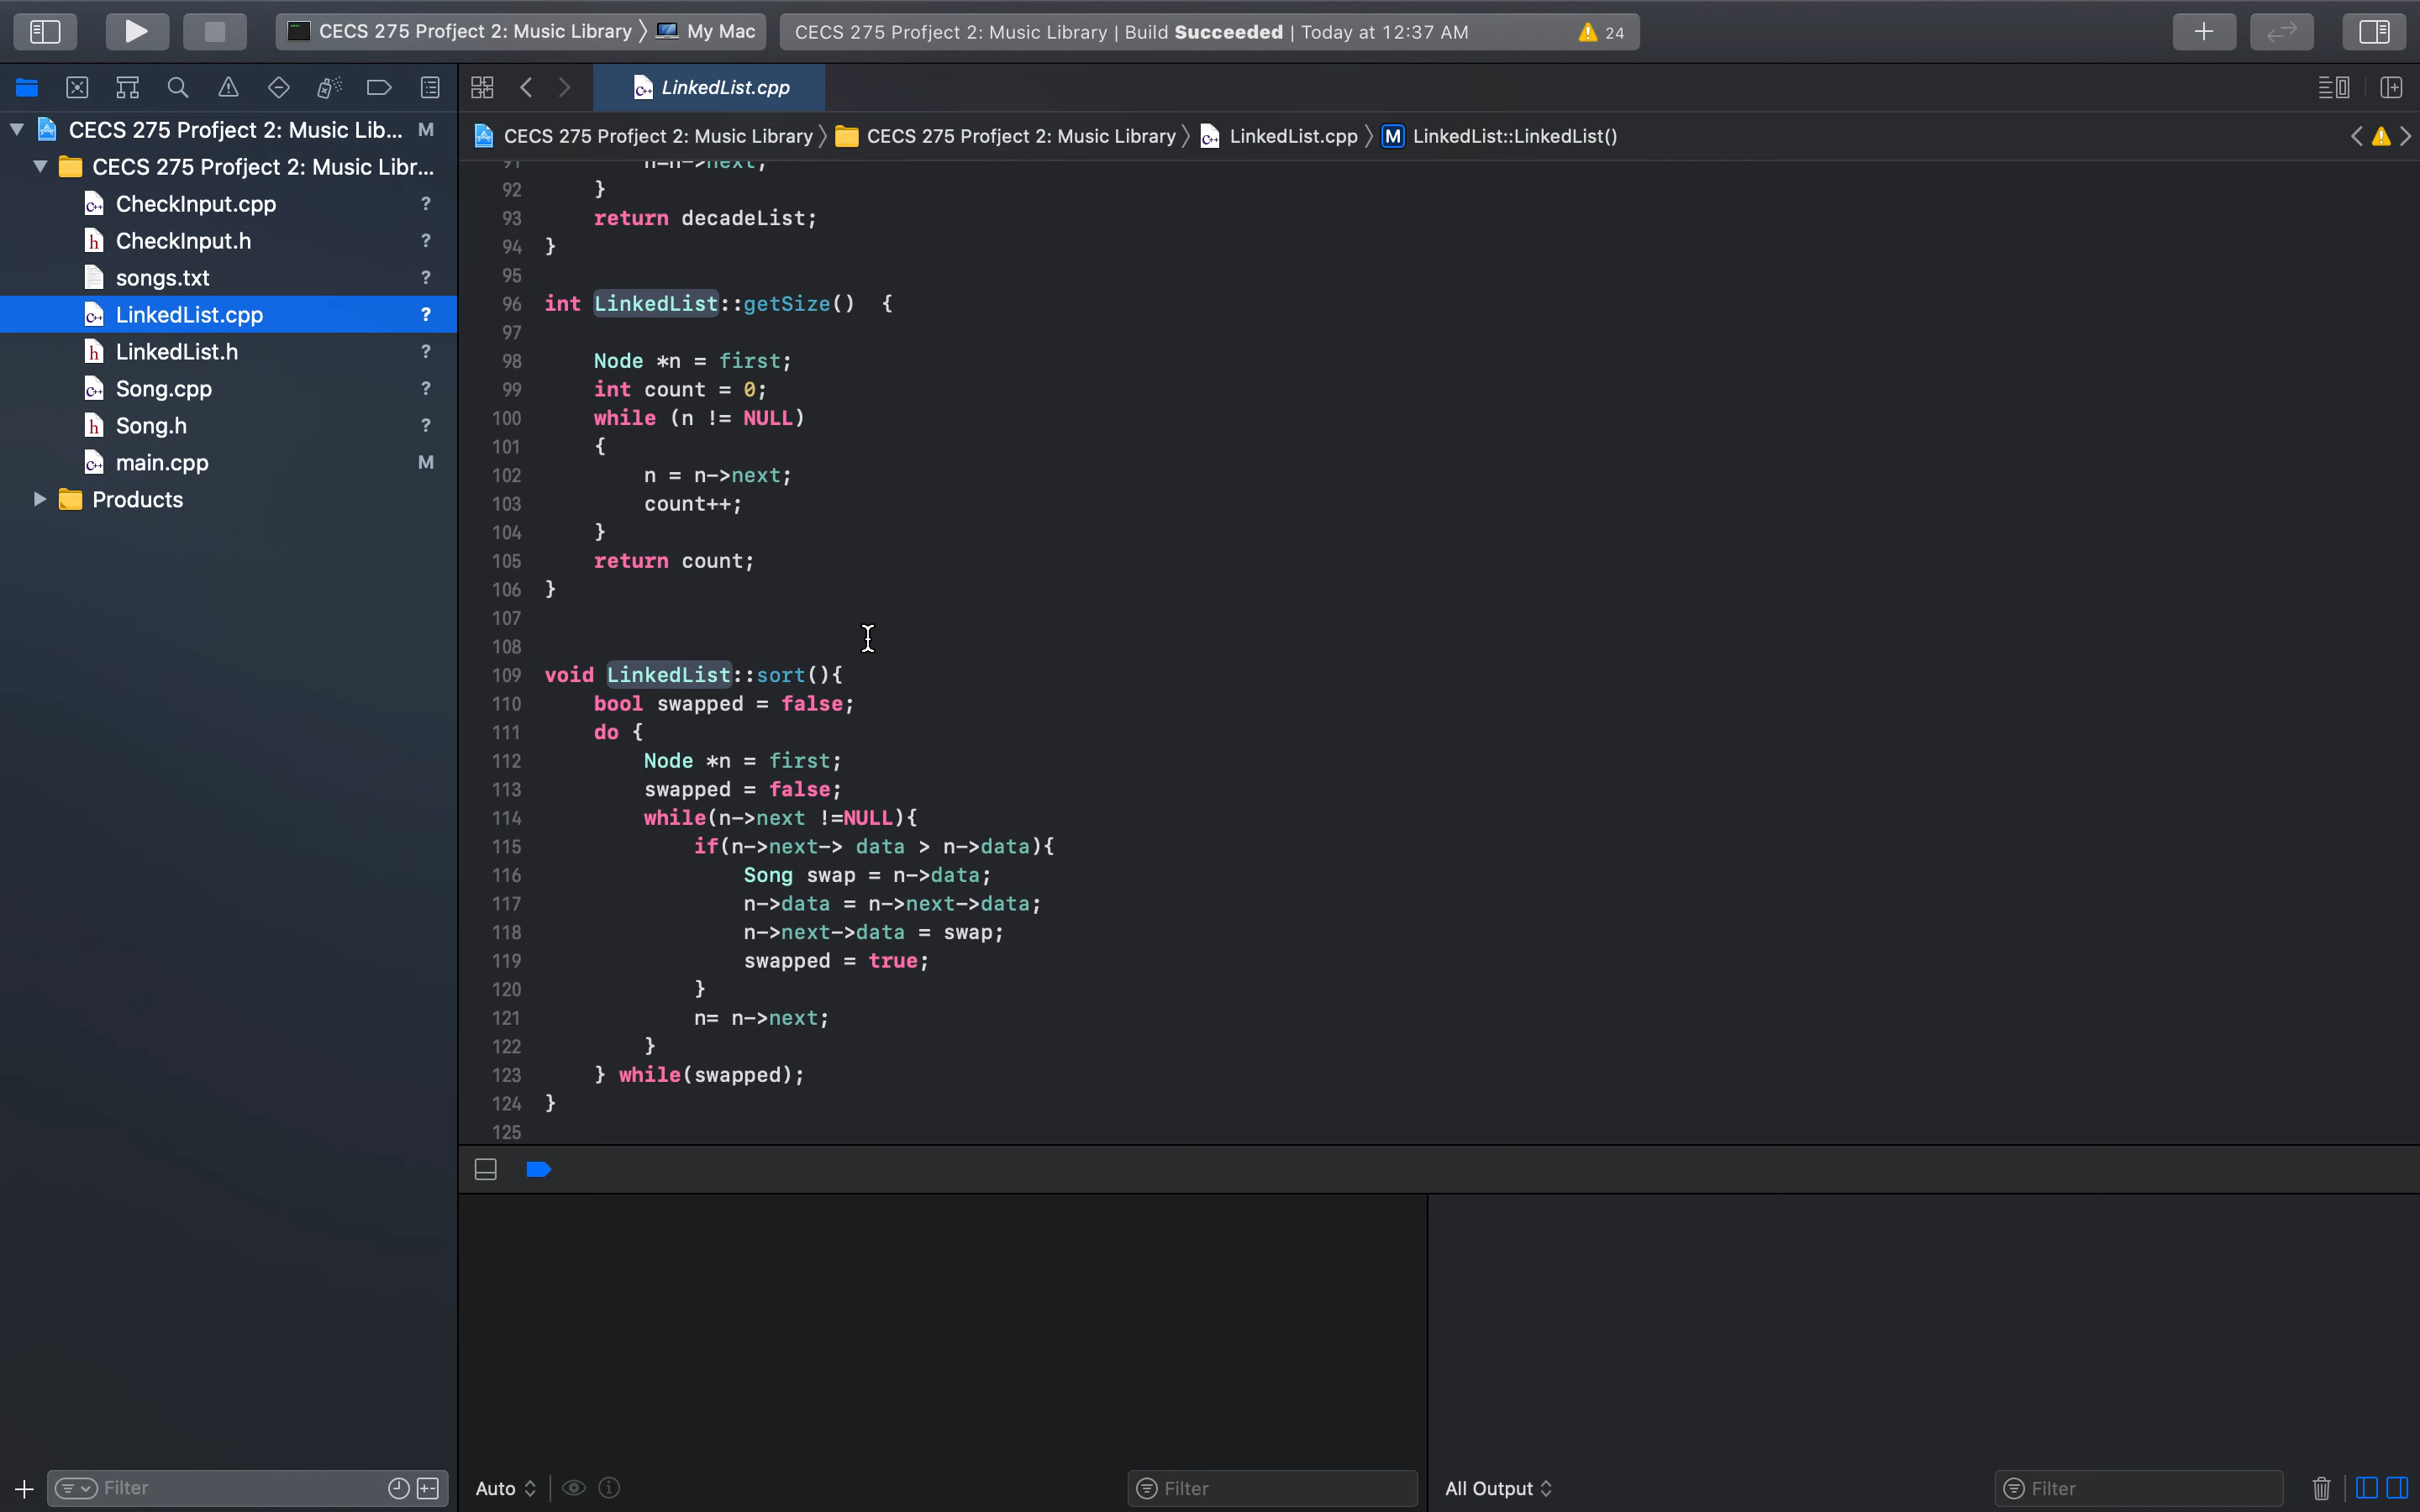 CECS 275 Profject 2: Music Library 〉 My Mac
CECS 275 Profject 2: Music Library | Build Succeeded | Today at 12:37 AM
24
LinkedList.cpp
CECS 275 Profject 2: Music Lib... M
CECS 275 Profject 2: Music Libr...
CheckInput.cpp ?
CheckInput.h ?
songs.txt ?
LinkedList.cpp ?
LinkedList.h ?
Song.cpp ?
Song.h ?
main.cpp M
Products
CECS 275 Profject 2: Music Library 〉 CECS 275 Profject 2: Music Library 〉 LinkedList.cpp 〉 M LinkedList::LinkedList()
91         n=n->next;
92     }
93     return decadeList;
94 }
95
96 int LinkedList::getSize()  {
97
98     Node *n = first;
99     int count = 0;
100     while (n != NULL)
101     {
102         n = n->next;
103         count++;
104     }
105     return count;
106 }
107
108
109 void LinkedList::sort(){
110     bool swapped = false;
111     do {
112         Node *n = first;
113         swapped = false;
114         while(n->next !=NULL){
115             if(n->next-> data > n->data){
116                 Song swap = n->data;
117                 n->data = n->next->data;
118                 n->next->data = swap;
119                 swapped = true;
120             }
121             n= n->next;
122         }
123     } while(swapped);
124 }
125
Filter
Auto
Filter
All Output
Filter